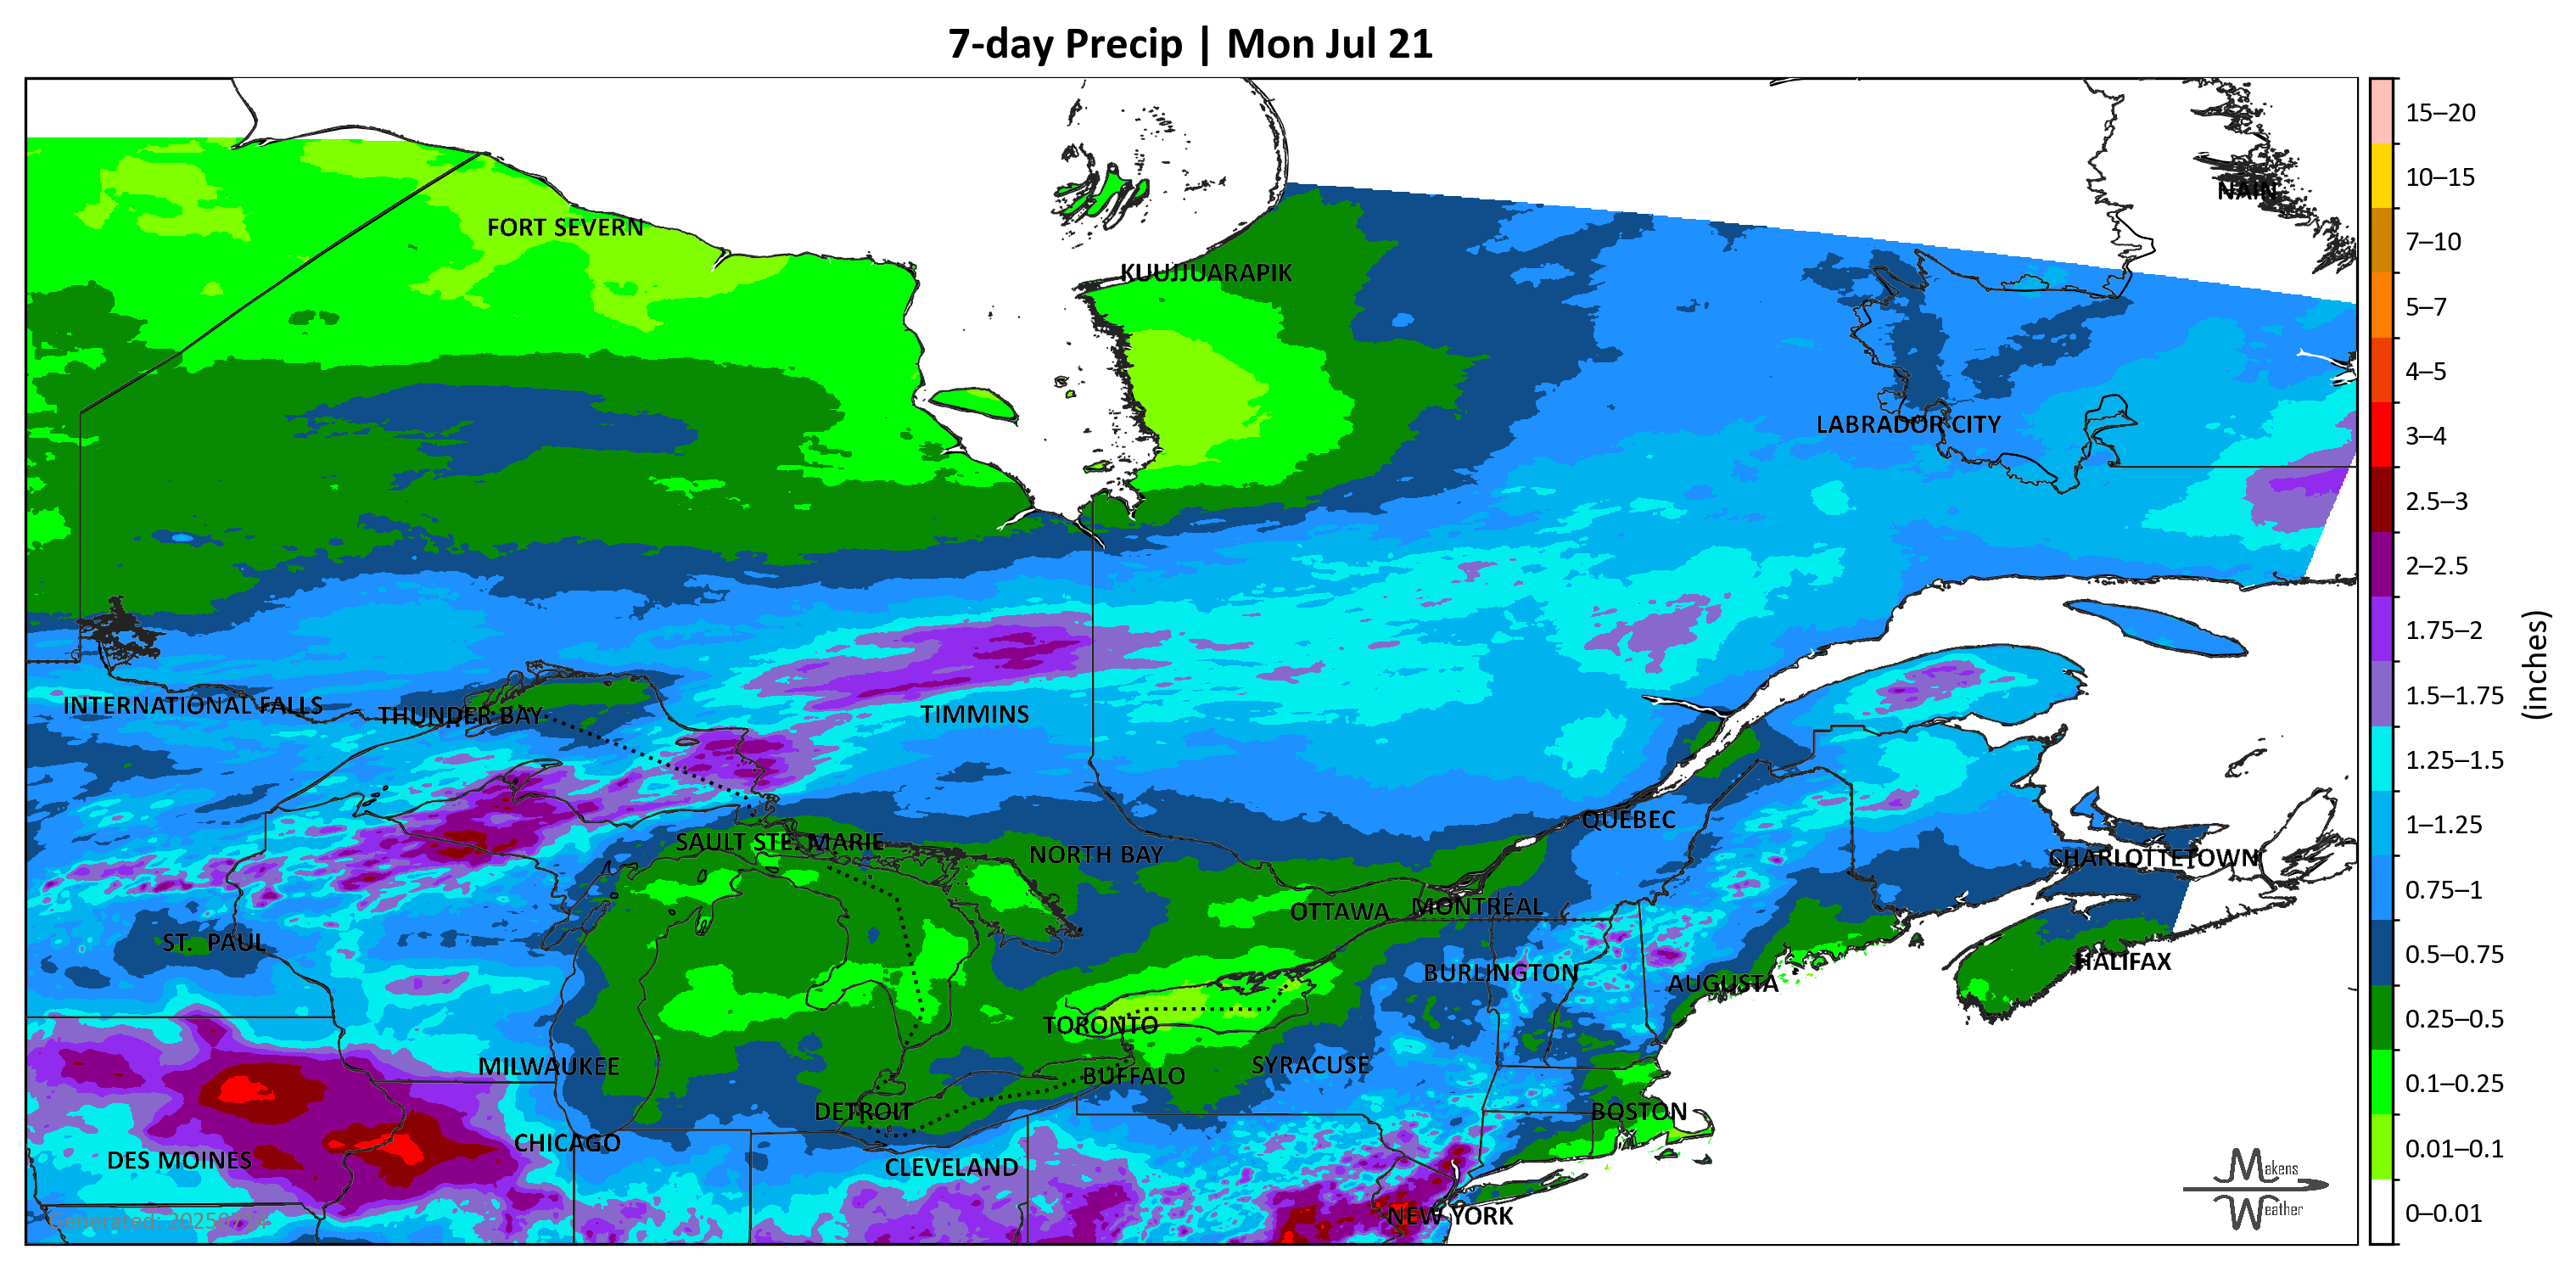 7-day Precip | Mon Jul 21
15–20
10–15
7–10
5–7
4–5
3–4
2.5–3
2–2.5
1.75–2
1.5–1.75
1.25–1.5
1–1.25
0.75–1
0.5–0.75
0.25–0.5
0.1–0.25
0.01–0.1
0–0.01
(inches)
NAIN
FORT SEVERN
KUUJJUARAPIK
LABRADOR CITY
INTERNATIONAL FALLS
THUNDER BAY
TIMMINS
QUÉBEC
SAULT STE. MARIE
NORTH BAY
CHARLOTTETOWN
OTTAWA
MONTRÉAL
ST. PAUL
HALIFAX
BURLINGTON
AUGUSTA
TORONTO
MILWAUKEE
SYRACUSE
BUFFALO
DETROIT
BOSTON
CHICAGO
DES MOINES
CLEVELAND
NEW YORK
Makens
Weather
Generated: